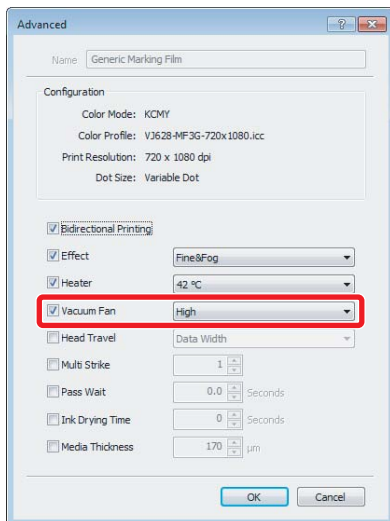 Advanced
Name Generic Marking Film
Configuration
Color Mode: KCMY
Color Profile: VJ628-MF3G-720x1080.icc
Print Resolution: 720 x 1080 dpi
Dot Size: Variable Dot
Bidirectional Printing
Effect Fine&Fog
Heater 42 ºC
Vacuum Fan High
Head Travel Data Width
Multi Strike 1
Pass Wait 0.0 Seconds
Ink Drying Time 0 Seconds
Media Thickness 170 µm
OK Cancel